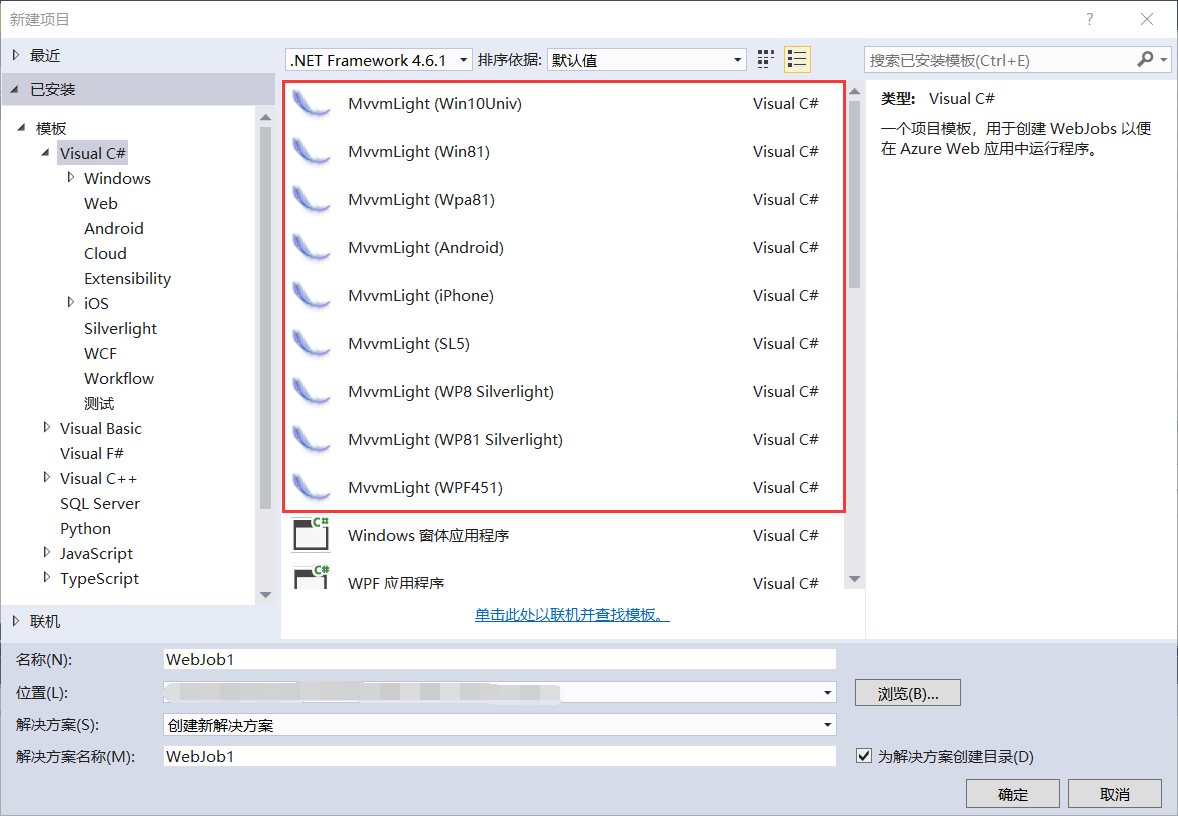 新建项目
?
最近
.NET Framework 4.6.1 排序依据: 默认值
搜索已安装模板(Ctrl+E)
已安装
模板
Visual C#
Windows
Web
Android
Cloud
Extensibility
iOS
Silverlight
WCF
Workflow
测试
Visual Basic
Visual F#
Visual C++
SQL Server
Python
JavaScript
TypeScript
联机
MvvmLight (Win10Univ) Visual C#
MvvmLight (Win81) Visual C#
MvvmLight (Wpa81) Visual C#
MvvmLight (Android) Visual C#
MvvmLight (iPhone) Visual C#
MvvmLight (SL5) Visual C#
MvvmLight (WP8 Silverlight) Visual C#
MvvmLight (WP81 Silverlight) Visual C#
MvvmLight (WPF451) Visual C#
C# Windows 窗体应用程序 Visual C#
C# WPF 应用程序 Visual C#
单击此处以联机并查找模板。
类型: Visual C#
一个项目模板，用于创建 WebJobs 以便
在 Azure Web 应用中运行程序。
名称(N): WebJob1
位置(L): 浏览(B)...
解决方案(S): 创建新解决方案
解决方案名称(M): WebJob1
为解决方案创建目录(D)
确定 取消